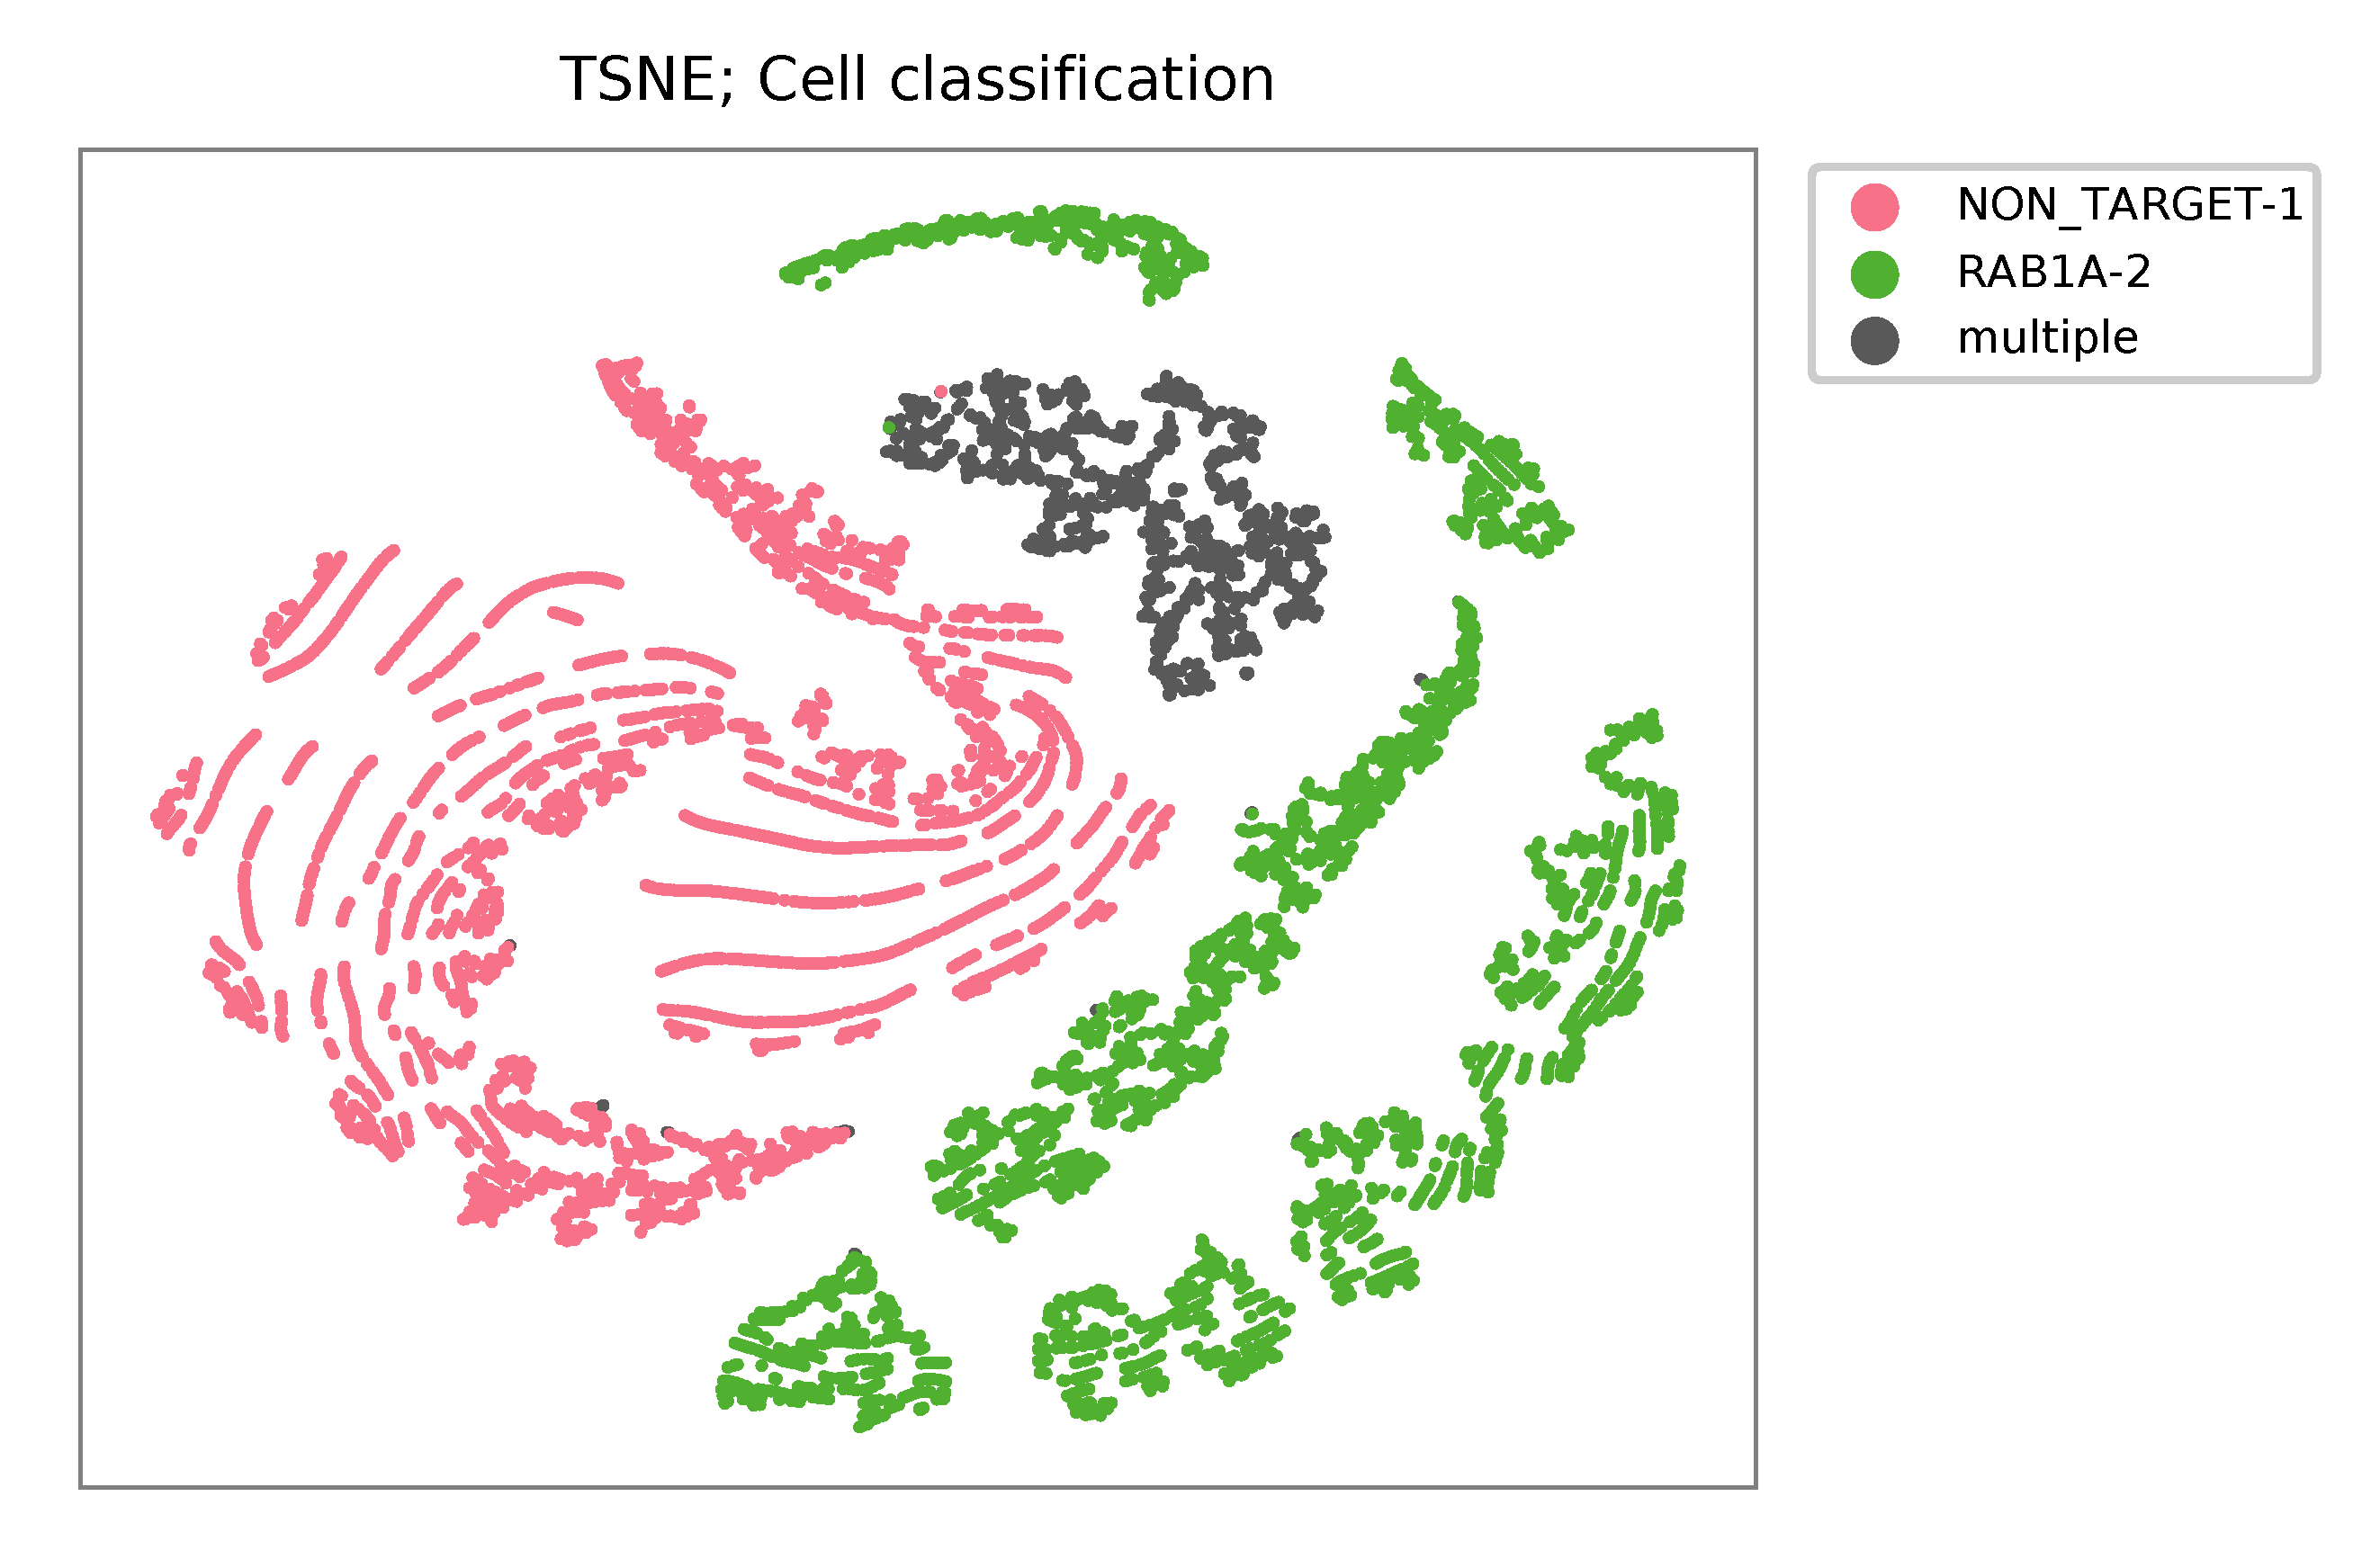 TSNE; Cell classification
NON_TARGET-1
RAB1A-2
multiple